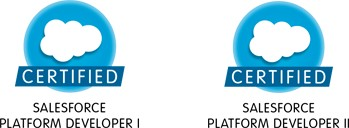 CERTIFIED
SALESFORCE
PLATFORM DEVELOPER I
CERTIFIED
SALESFORCE
PLATFORM DEVELOPER II